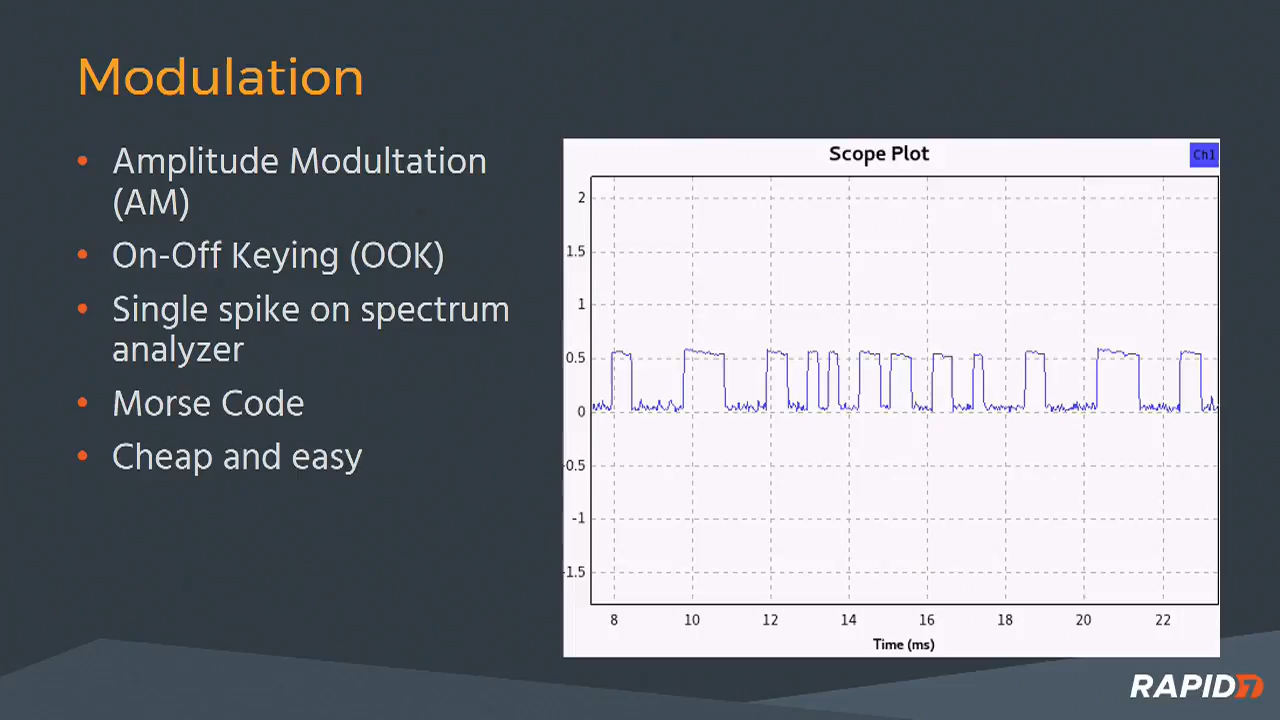 Modulation
• Amplitude Modultation
(AM)
• On-Off Keying (OOK)
• Single spike on spectrum
analyzer
• Morse Code
• Cheap and easy
Scope Plot
Ch1
2
1.5
1
0.5
0
-0.5
-1
-1.5
8 10 12 14 16 18 20 22
Time (ms)
RAPID7